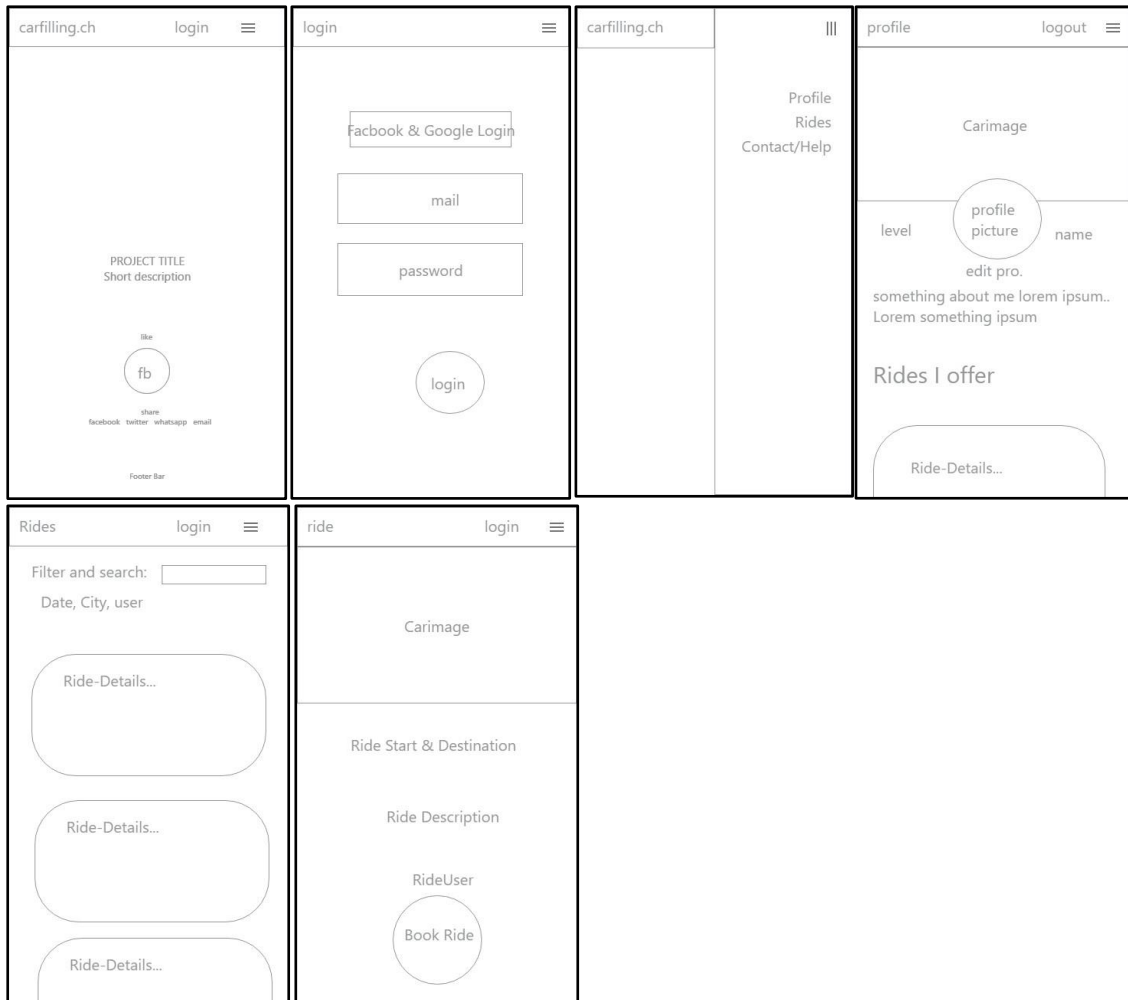 carfilling.ch login
PROJECT TITLE
Short description
like
fb
share
facebook twitter whatsapp email
Footer Bar
login
Facbook & Google Login
mail
password
login
carfilling.ch
Profile
Rides
Contact/Help
profile logout
Carimage
profile
picture
level
name
edit pro.
something about me lorem ipsum..
Lorem something ipsum
Rides I offer
Ride-Details...
Rides login
Filter and search:
Date, City, user
Ride-Details...
Ride-Details...
Ride-Details...
ride login
Carimage
Ride Start & Destination
Ride Description
RideUser
Book Ride